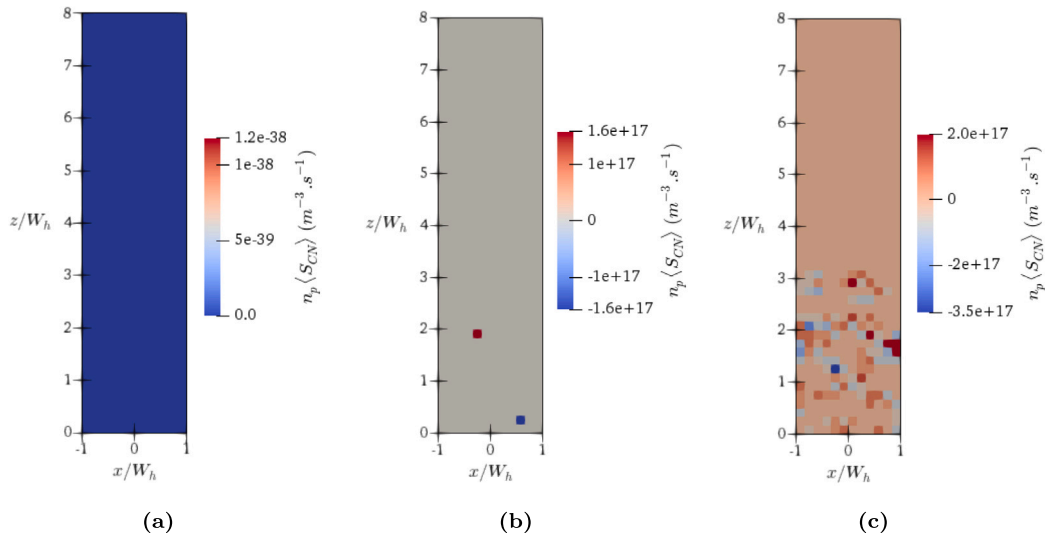 8
7
6
5
z/W_h
4
3
2
1
0
-1 0 1
x/W_h
1.2e-38
1e-38
5e-39
0.0
n_p⟨S_CN⟩ (m^−3.s^−1)
(a)
8
7
6
5
z/W_h
4
3
2
1
0
-1 0 1
x/W_h
1.6e+17
1e+17
0
-1e+17
-1.6e+17
n_p⟨S_CN⟩ (m^−3.s^−1)
(b)
8
7
6
5
z/W_h
4
3
2
1
0
-1 0 1
x/W_h
2.0e+17
0
-2e+17
-3.5e+17
n_p⟨S_CN⟩ (m^−3.s^−1)
(c)